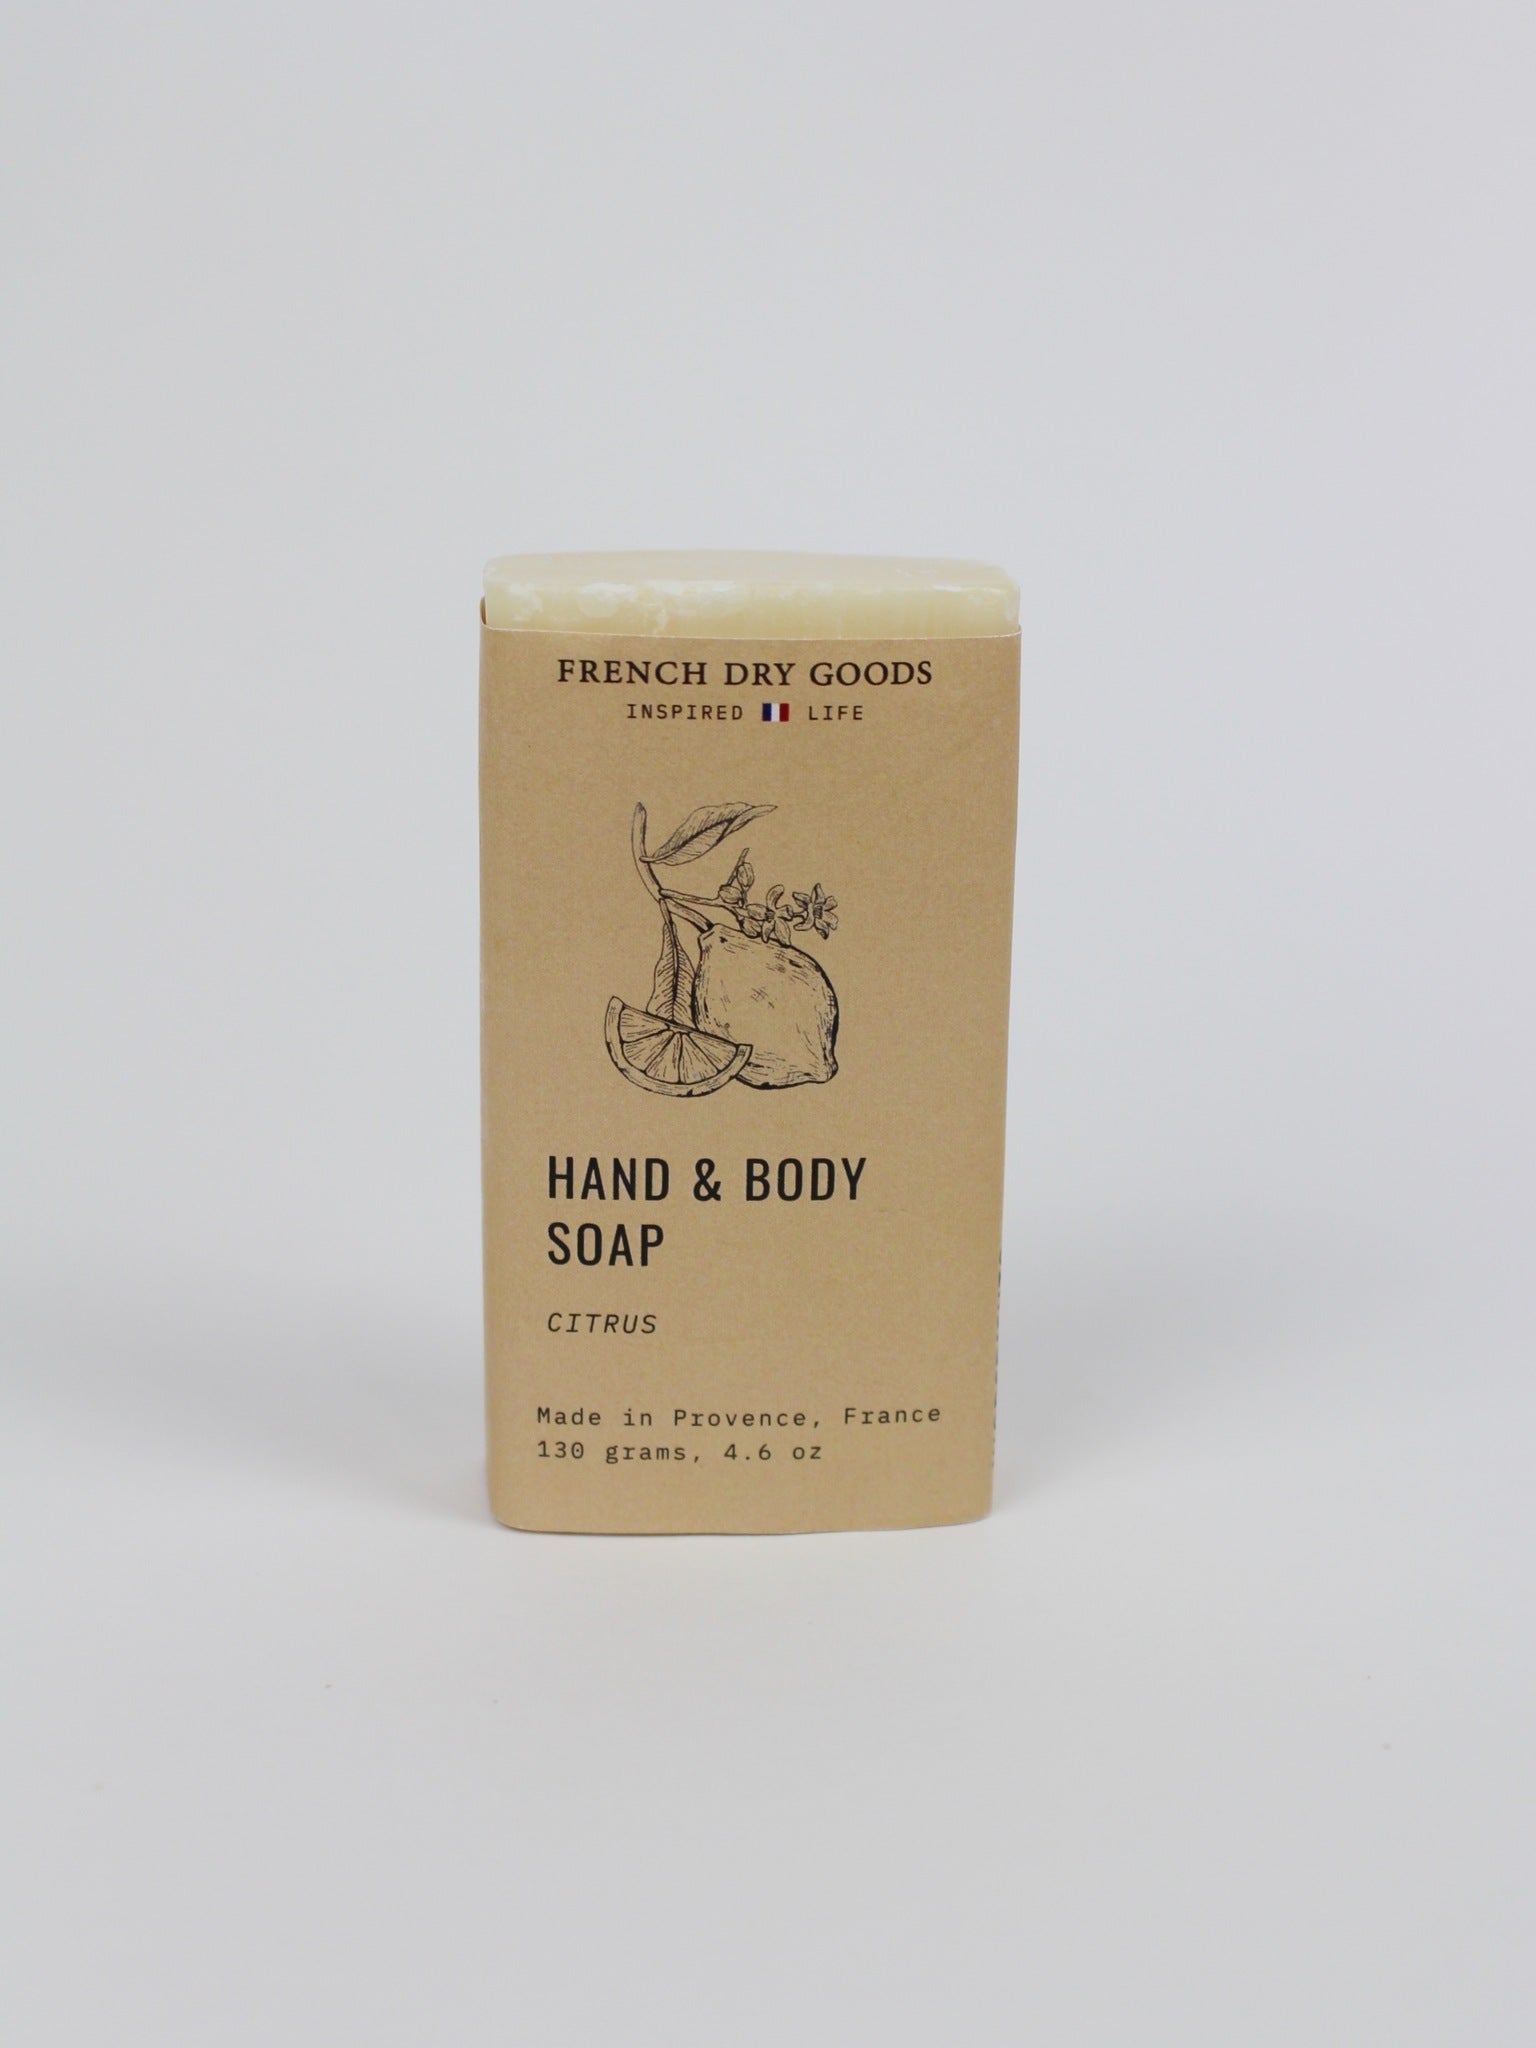 FRENCH DRY GOODS
INSPIRED LIFE
HAND & BODY
SOAP
CITRUS
Made in Provence, France
130 grams, 4.6 oz